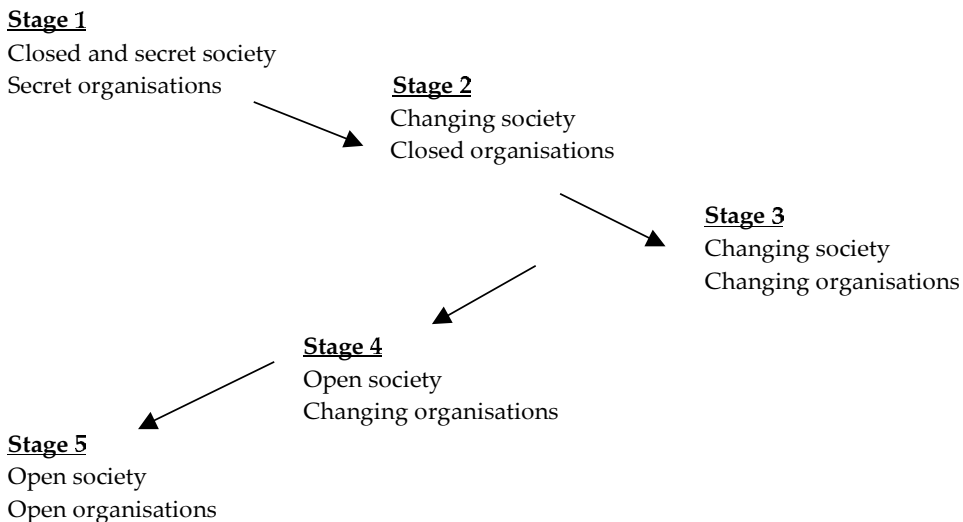 Stage 1
Closed and secret society
Secret organisations
Stage 2
Changing society
Closed organisations
Stage 3
Changing society
Changing organisations
Stage 4
Open society
Changing organisations
Stage 5
Open society
Open organisations